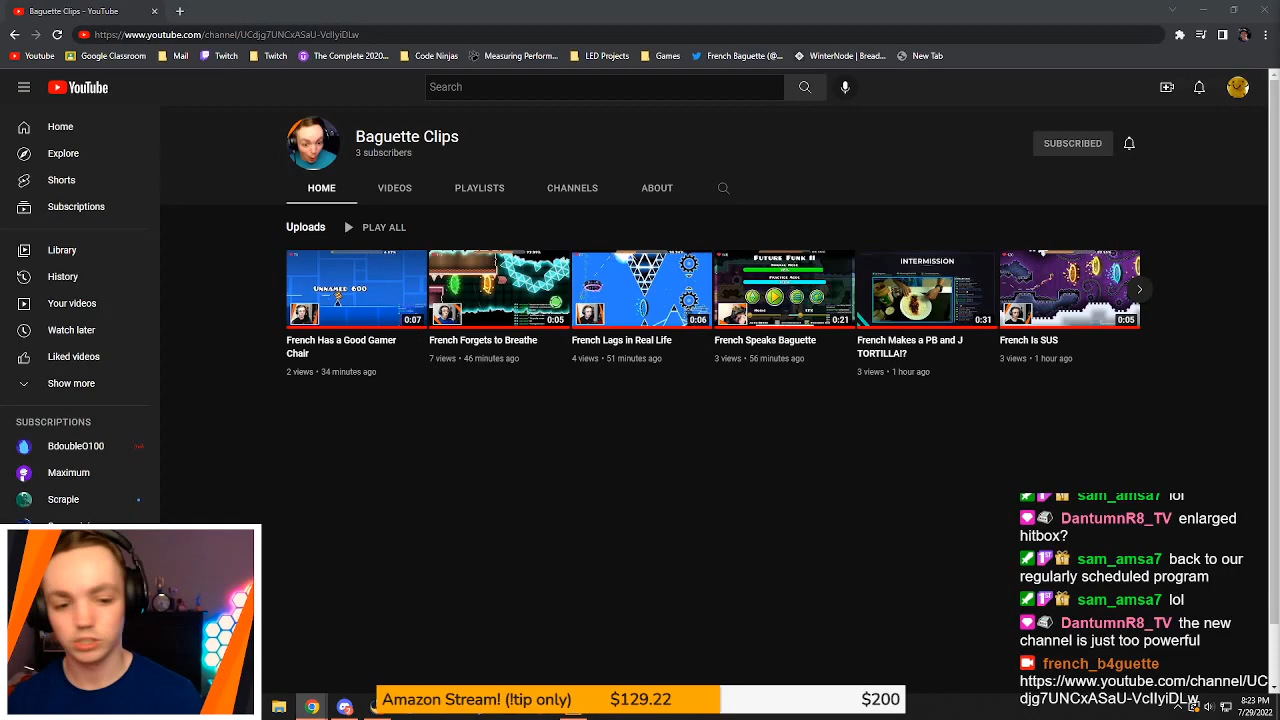 Baguette Clips - YouTube
https://www.youtube.com/channel/UCdjg7UNCxASaU-VcIIyiDLw
Youtube
Google Classroom
Mail
Twitch
Twitch
The Complete 2020...
Code Ninjas
Measuring Perform...
LED Projects
Games
French Baguette (@...
WinterNode | Bread...
New Tab
YouTube
Search
Home
Explore
Shorts
Subscriptions
Library
History
Your videos
Watch later
Liked videos
Show more
SUBSCRIPTIONS
BdoubleO100
Maximum
Scraple
Baguette Clips
3 subscribers
SUBSCRIBED
HOME
VIDEOS
PLAYLISTS
CHANNELS
ABOUT
Uploads
PLAY ALL
UNNAMED 600
0:07
0:05
0:06
FUTURE FUNK II
PRACTICE MODE
0:21
INTERMISSION
0:31
0:05
French Has a Good Gamer
Chair
2 views • 34 minutes ago
French Forgets to Breathe
7 views • 46 minutes ago
French Lags in Real Life
4 views • 51 minutes ago
French Speaks Baguette
3 views • 56 minutes ago
French Makes a PB and J
TORTILLA!?
3 views • 1 hour ago
French Is SUS
3 views • 1 hour ago
sam_amsa7 lol
DantumnR8_TV enlarged
hitbox?
sam_amsa7 back to our
regularly scheduled program
sam_amsa7 lol
DantumnR8_TV the new
channel is just too powerful
french_b4guette
https://www.youtube.com/channel/UC
djg7UNCxASaU-VcIIyiDLw
Amazon Stream! (!tip only) $129.22 $200
8:23 PM
7/29/2022